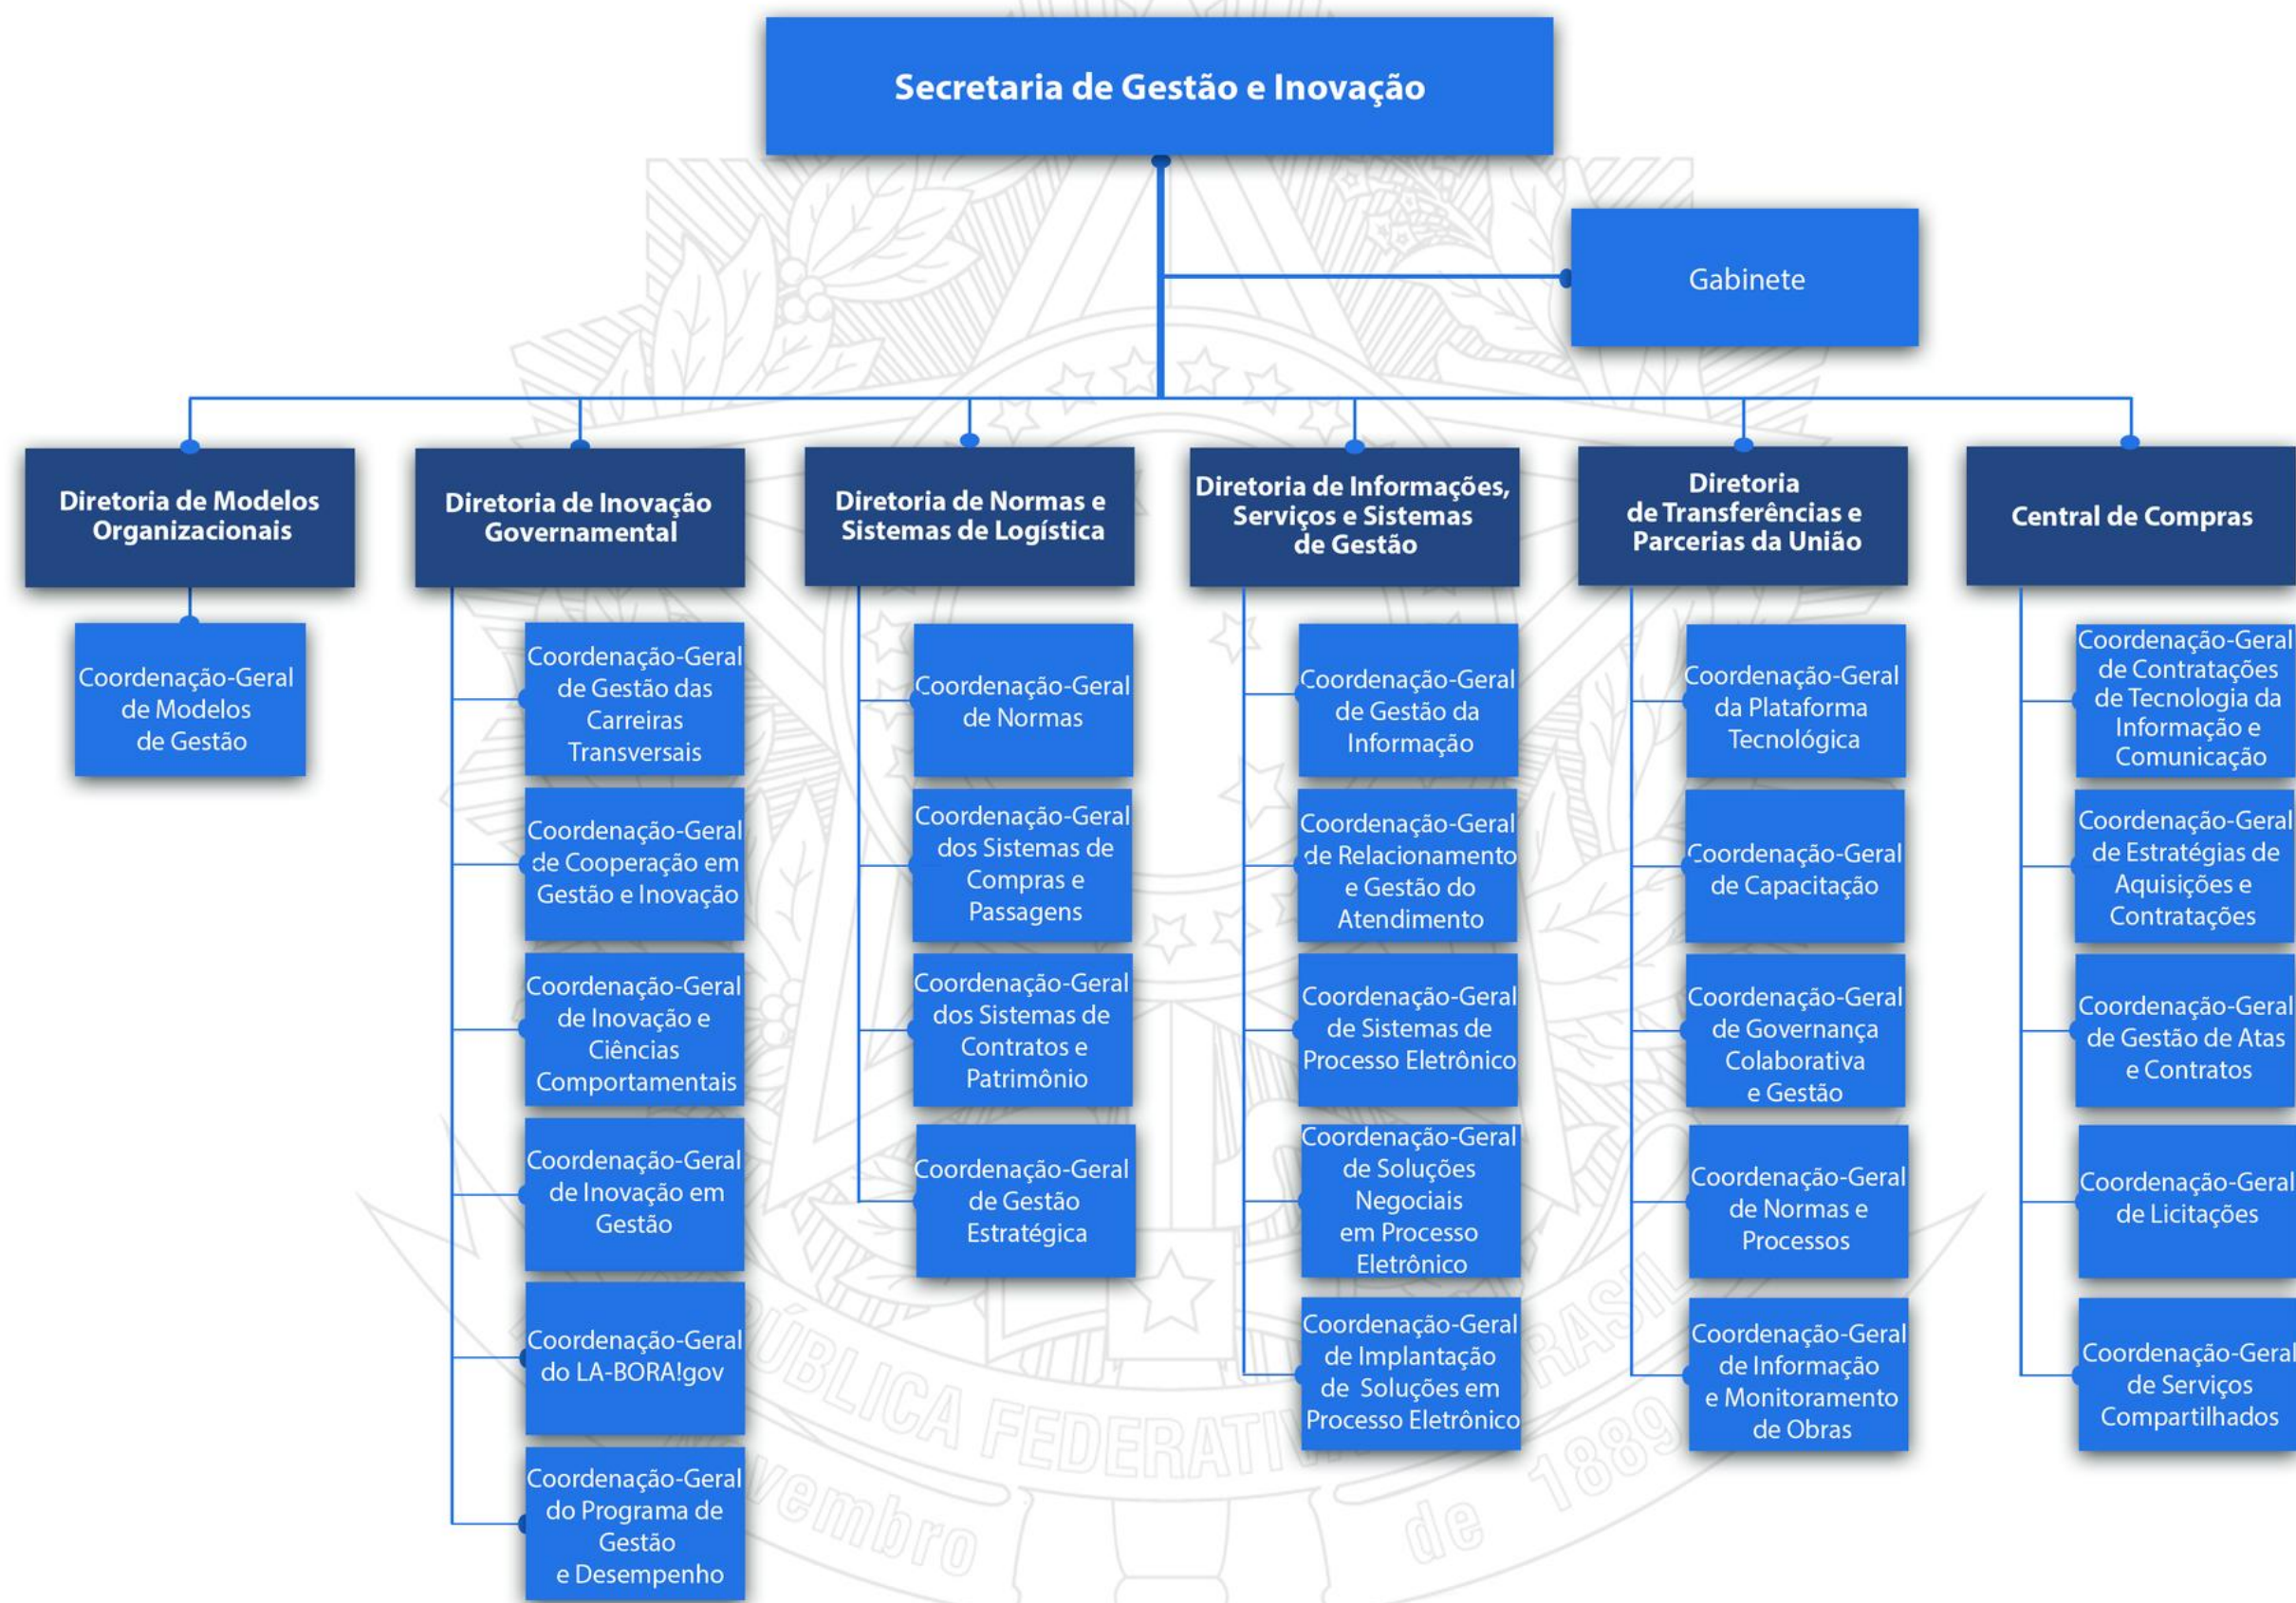 Secretaria de Gestão e Inovação
Gabinete
Diretoria de Modelos
Organizacionais
Coordenação-Geral
de Modelos
de Gestão
Diretoria de Inovação
Governamental
Coordenação-Geral
de Gestão das
Carreiras
Transversais
Coordenação-Geral
de Cooperação em
Gestão e Inovação
Coordenação-Geral
de Inovação e
Ciências
Comportamentais
Coordenação-Geral
de Inovação em
Gestão
Coordenação-Geral
do LA-BORA!gov
Coordenação-Geral
do Programa de
Gestão
e Desempenho
Diretoria de Normas e
Sistemas de Logística
Coordenação-Geral
de Normas
Coordenação-Geral
dos Sistemas de
Compras e
Passagens
Coordenação-Geral
dos Sistemas de
Contratos e
Patrimônio
Coordenação-Geral
de Gestão
Estratégica
Diretoria de Informações,
Serviços e Sistemas
de Gestão
Coordenação-Geral
de Gestão da
Informação
Coordenação-Geral
de Relacionamento
e Gestão do
Atendimento
Coordenação-Geral
de Sistemas de
Processo Eletrônico
Coordenação-Geral
de Soluções
Negociais
em Processo
Eletrônico
Coordenação-Geral
de Implantação
de Soluções em
Processo Eletrônico
Diretoria
de Transferências e
Parcerias da União
Coordenação-Geral
da Plataforma
Tecnológica
Coordenação-Geral
de Capacitação
Coordenação-Geral
de Governança
Colaborativa
e Gestão
Coordenação-Geral
de Normas e
Processos
Coordenação-Geral
de Informação
e Monitoramento
de Obras
Central de Compras
Coordenação-Geral
de Contratações
de Tecnologia da
Informação e
Comunicação
Coordenação-Geral
de Estratégias de
Aquisições e
Contratações
Coordenação-Geral
de Gestão de Atas
e Contratos
Coordenação-Geral
de Licitações
Coordenação-Geral
de Serviços
Compartilhados
de 1889